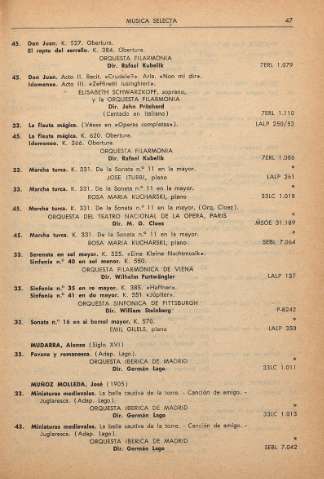 MUSICA SELECTA 47
45. Don Juan. K. 527. Obertura.
El rapto del serrallo. K. 384. Obertura.
ORQUESTA FILARMONIA
Dir. Rafael Kubelik 7ERL 1.079
45. Don Juan. Acto II. Recit. «Crudele?» Aria. «Non mi dir».
Idomeneo. Acto III. «Zeffiretti lusinghieri».
ELISABETH SCHWARZKOFF, soprano,
y la ORQUESTA FILARMONIA
Dir. John Pritchard
(Cantado en italiano) 7ERL 1.110
33. La flauta mágica. (Véase en «Operas completas»). LALP 250/52
45. La flauta mágica. K. 620. Obertura.
Idomeneo. K. 366. Obertura.
ORQUESTA FILARMONIA
Dir. Rafael Kubelik 7ERL 1.086
33. Marcha turca. K. 331. De la Sonata n.º 11 en la mayor. *
JOSE ITURBI, piano LALP 261
33. Marcha turca. K. 331. De la Sonata n.º 11 en la mayor. *
ROSA MARIA KUCHARSKI, piano 33LC 1.018
45. Marcha turca. K. 331. De la Sonata n.º 11 en la mayor. (Orq. Cloez). *
ORQUESTA DEL TEATRO NACIONAL DE LA OPERA, PARIS
Dir. M. G. Cloez MSOE 31.169
45. Marcha turca. K. 331. De la Sonata n.º 11 en la mayor. *
ROSA MARIA KUCHARSKI, piano SEBL 7.064
33. Serenata en sol mayor. K. 525. «Eine Kleine Nachtmusik».
Sinfonía n.º 40 en sol menor. K. 550.
ORQUESTA FILARMONICA DE VIENA
Dir. Wilhelm Furtwängler LALP 137
33. Sinfonía n.º 35 en re mayor. K. 385. «Haffner».
Sinfonía n.º 41 en do mayor. K. 551 «Júpiter».
ORQUESTA SINFONICA DE PITTSBURGH
Dir. William Steinberg P-8242
33. Sonata n.º 16 en si bemol mayor. K. 570. *
EMIL GILELS, piano LALP 253
MUDARRA, Alonso (Siglo XVI)
33. Pavana y romanesca. (Adap. Lago). *
ORQUESTA IBERICA DE MADRID
Dir. Germán Lago 33LC 1.011
MUÑOZ MOLLEDA, José (1905)
33. Miniaturas medievales. La bella cautiva de la torre. - Canción de amigo. -
Juglaresca. (Adap. Lago). *
ORQUESTA IBERICA DE MADRID
Dir. Germán Lago 33LC 1.013
45. Miniaturas medievales. La bella cautiva de la torre. - Canción de amigo. -
Juglaresca. (Adap. Lago). *
ORQUESTA IBERICA DE MADRID
Dir. Germán Lago SEBL 7.042